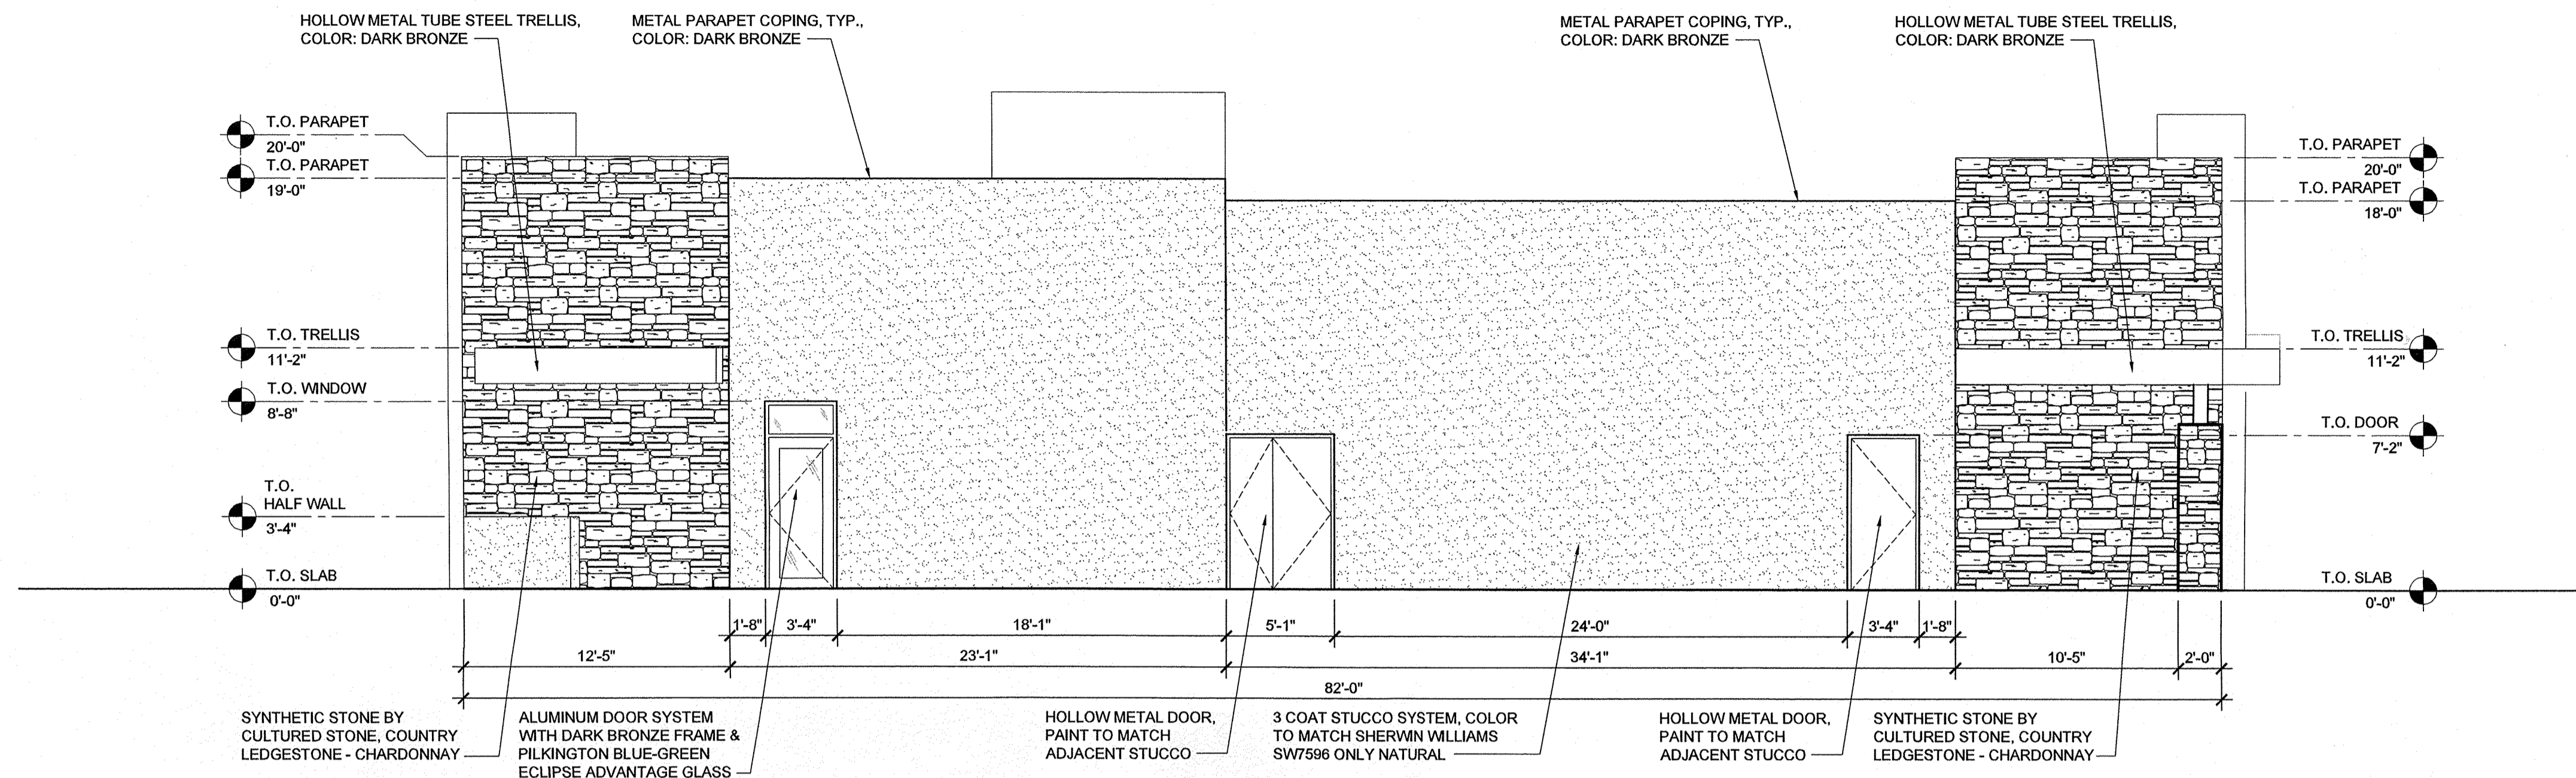 HOLLOW METAL TUBE STEEL TRELLIS,
COLOR: DARK BRONZE
METAL PARAPET COPING, TYP.,
COLOR: DARK BRONZE
METAL PARAPET COPING, TYP.,
COLOR: DARK BRONZE
HOLLOW METAL TUBE STEEL TRELLIS,
COLOR: DARK BRONZE
T.O. PARAPET
20'-0"
T.O. PARAPET
19'-0"
T.O. TRELLIS
11'-2"
T.O. WINDOW
8'-8"
T.O.
HALF WALL
3'-4"
T.O. SLAB
0'-0"
T.O. PARAPET
20'-0"
T.O. PARAPET
18'-0"
T.O. TRELLIS
11'-2"
T.O. DOOR
7'-2"
T.O. SLAB
0'-0"
1'-8" 3'-4" 18'-1" 5'-1" 24'-0" 3'-4" 1'-8"
12'-5" 23'-1" 34'-1" 10'-5" 2'-0"
82'-0"
SYNTHETIC STONE BY
CULTURED STONE, COUNTRY
LEDGESTONE - CHARDONNAY
ALUMINUM DOOR SYSTEM
WITH DARK BRONZE FRAME &
PILKINGTON BLUE-GREEN
ECLIPSE ADVANTAGE GLASS
HOLLOW METAL DOOR,
PAINT TO MATCH
ADJACENT STUCCO
3 COAT STUCCO SYSTEM, COLOR
TO MATCH SHERWIN WILLIAMS
SW7596 ONLY NATURAL
HOLLOW METAL DOOR,
PAINT TO MATCH
ADJACENT STUCCO
SYNTHETIC STONE BY
CULTURED STONE, COUNTRY
LEDGESTONE - CHARDONNAY